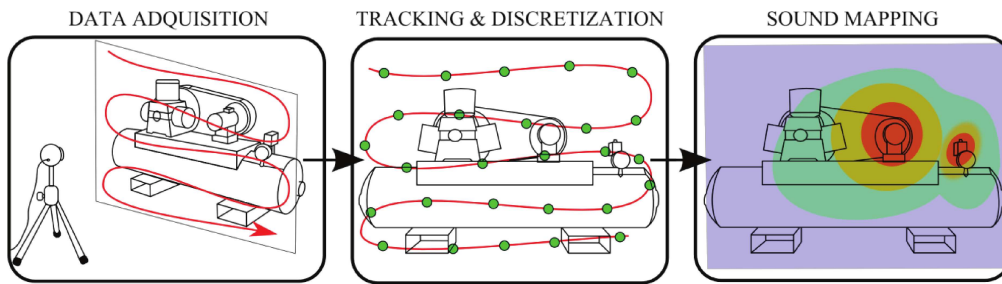 DATA ADQUISITION
TRACKING & DISCRETIZATION
SOUND MAPPING